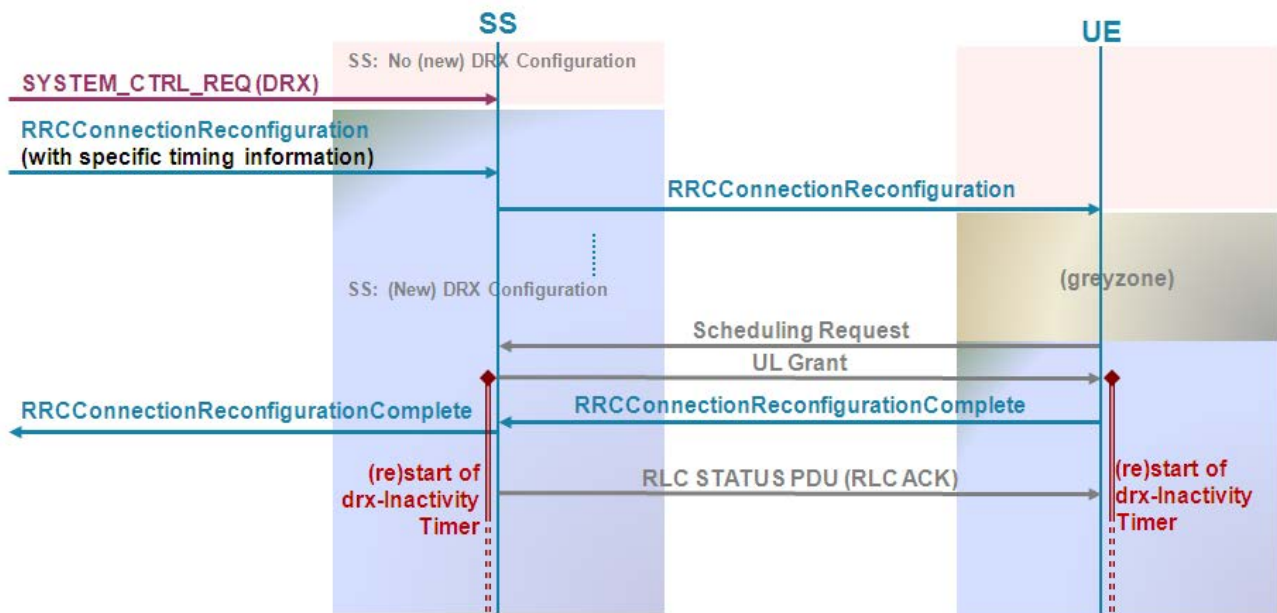 SS
UE
SS: No (new) DRX Configuration
SYSTEM_CTRL_REQ (DRX)
RRCConnectionReconfiguration
(with specific timing information)
RRCConnectionReconfiguration
(greyzone)
SS: (New) DRX Configuration
Scheduling Request
UL Grant
RRCConnectionReconfigurationComplete
RRCConnectionReconfigurationComplete
(re)start of
drx-Inactivity
Timer
RLC STATUS PDU (RLC ACK)
(re)start of
drx-Inactivity
Timer